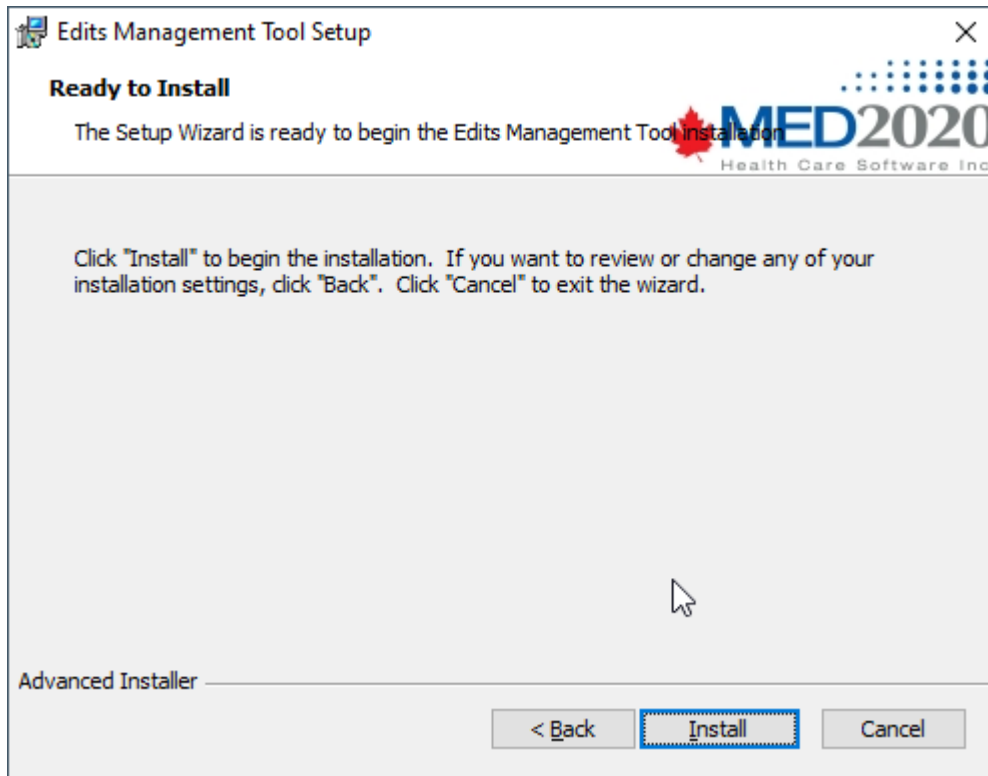 Edits Management Tool Setup
Ready to Install
The Setup Wizard is ready to begin the Edits Management Tool installation
MED2020
Health Care Software Inc
Click "Install" to begin the installation.  If you want to review or change any of your
installation settings, click "Back".  Click "Cancel" to exit the wizard.
Advanced Installer
< Back
Install
Cancel